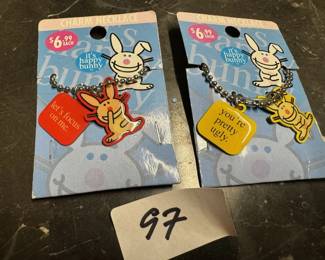 CHARM NECKLACE
$6.99
EACH
it's
happy
bunny
let's focus
on me.
CHARM NECKLACE
$6.99
EACH
it's
happy
bunny
you're
pretty
ugly.
97